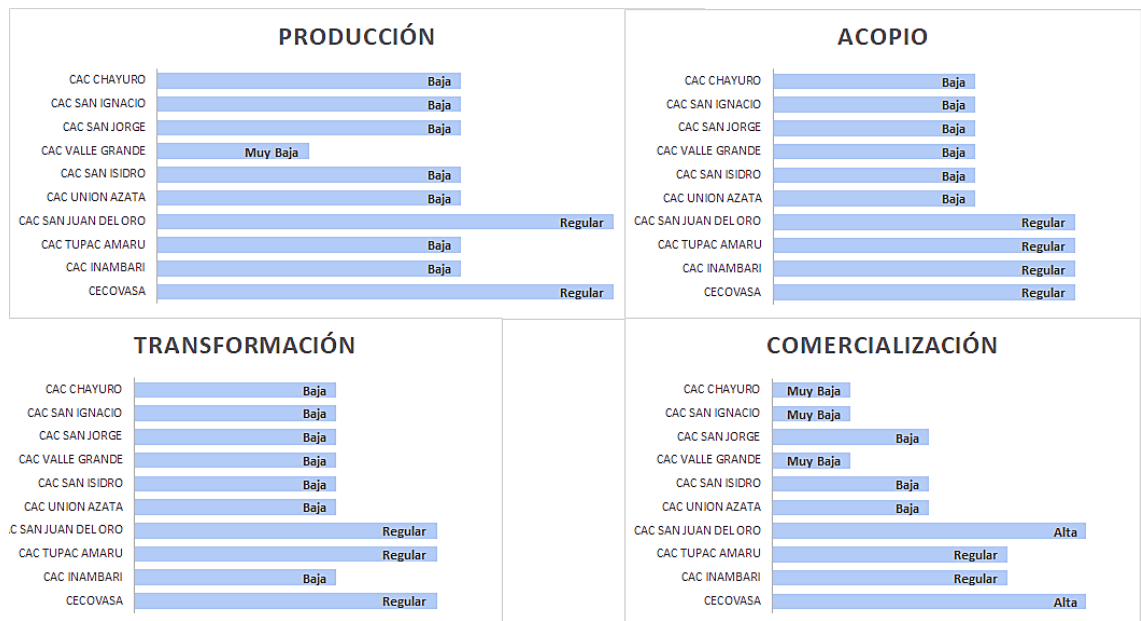 PRODUCCIÓN
CAC CHAYURO Baja
CAC SAN IGNACIO Baja
CAC SAN JORGE Baja
CAC VALLE GRANDE Muy Baja
CAC SAN ISIDRO Baja
CAC UNION AZATA Baja
CAC SAN JUAN DEL ORO Regular
CAC TUPAC AMARU Baja
CAC INAMBARI Baja
CECOVASA Regular
ACOPIO
CAC CHAYURO Baja
CAC SAN IGNACIO Baja
CAC SAN JORGE Baja
CAC VALLE GRANDE Baja
CAC SAN ISIDRO Baja
CAC UNION AZATA Baja
CAC SAN JUAN DEL ORO Regular
CAC TUPAC AMARU Regular
CAC INAMBARI Regular
CECOVASA Regular
TRANSFORMACIÓN
CAC CHAYURO Baja
CAC SAN IGNACIO Baja
CAC SAN JORGE Baja
CAC VALLE GRANDE Baja
CAC SAN ISIDRO Baja
CAC UNION AZATA Baja
C SAN JUAN DEL ORO Regular
CAC TUPAC AMARU Regular
CAC INAMBARI Baja
CECOVASA Regular
COMERCIALIZACIÓN
CAC CHAYURO Muy Baja
CAC SAN IGNACIO Muy Baja
CAC SAN JORGE Baja
CAC VALLE GRANDE Muy Baja
CAC SAN ISIDRO Baja
CAC UNION AZATA Baja
CAC SAN JUAN DEL ORO Alta
CAC TUPAC AMARU Regular
CAC INAMBARI Regular
CECOVASA Alta